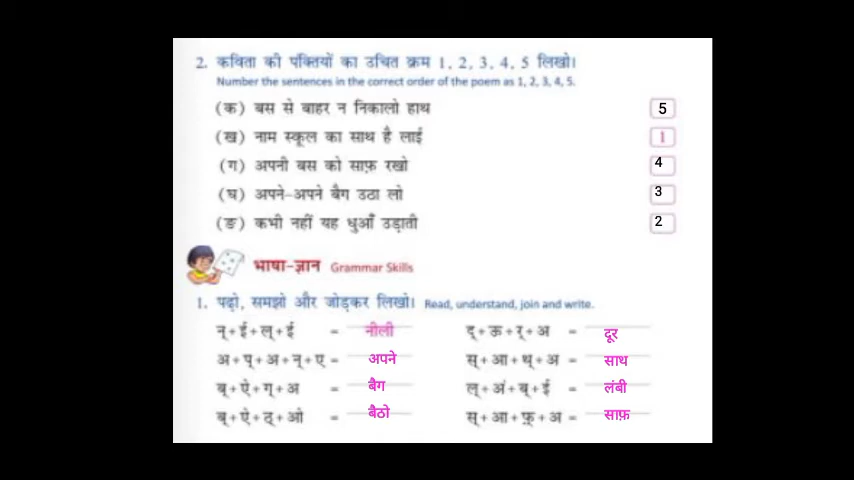 2. कविता की पंक्तियों का उचित क्रम 1, 2, 3, 4, 5 लिखो।
Number the sentences in the correct order of the poem as 1, 2, 3, 4, 5.
(क) बस से बाहर न निकालो हाथ 5
(ख) नाम स्कूल का साथ है लाई 1
(ग) अपनी बस को साफ़ रखो 4
(घ) अपने-अपने बैग उठा लो 3
(ङ) कभी नहीं यह धुआँ उड़ाती 2
भाषा-ज्ञान Grammar Skills
1. पढ़ो, समझो और जोड़कर लिखो। Read, understand, join and write.
न्+ई+ल्+ई = नीली द्+ऊ+र्+अ = दूर
अ+प्+अ+न्+ए = अपने स्+आ+थ्+अ = साथ
ब्+ऐ+ग्+अ = बैग ल्+अं+ब्+ई = लंबी
ब्+ऐ+ठ्+ओ = बैठो स्+आ+फ़्+अ = साफ़